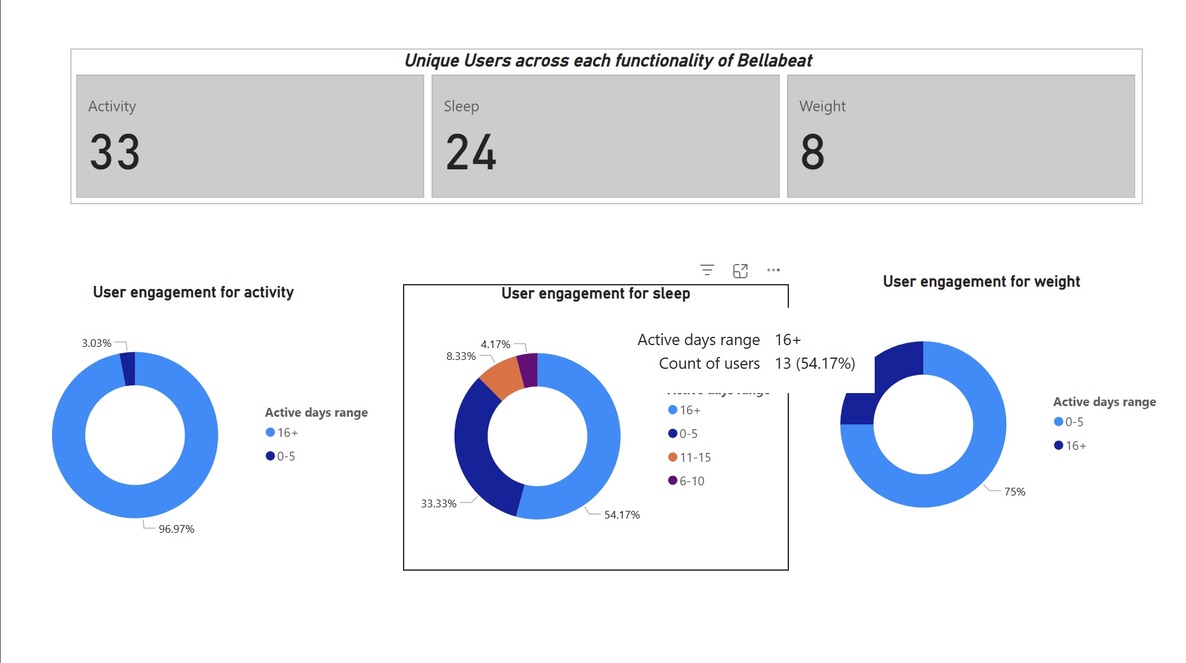 Unique Users across each functionality of Bellabeat
Activity
33
Sleep
24
Weight
8
User engagement for activity
3.03%
96.97%
Active days range
16+
0-5
User engagement for sleep
4.17%
8.33%
33.33%
54.17%
Active days range 16+
Count of users 13 (54.17%)
16+
0-5
11-15
6-10
User engagement for weight
75%
Active days range
0-5
16+